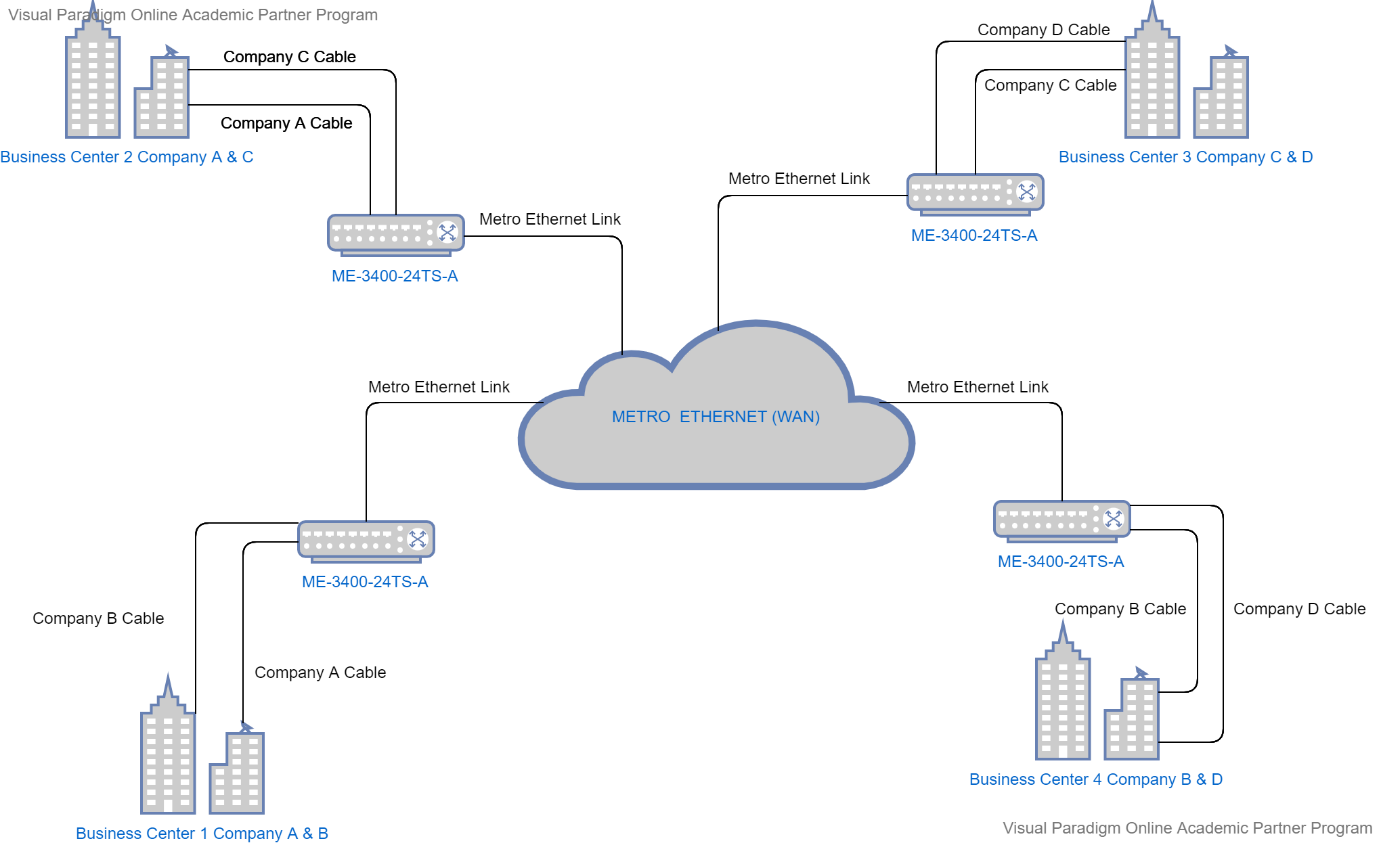 Visual Paradigm Online Academic Partner Program
Company D Cable
Company C Cable
Company C Cable
Company A Cable
Business Center 2 Company A & C
Business Center 3 Company C & D
Metro Ethernet Link
Metro Ethernet Link
ME-3400-24TS-A
ME-3400-24TS-A
Metro Ethernet Link
Metro Ethernet Link
METRO ETHERNET (WAN)
ME-3400-24TS-A
ME-3400-24TS-A
Company B Cable
Company D Cable
Company B Cable
Company A Cable
Business Center 4 Company B & D
Business Center 1 Company A & B
Visual Paradigm Online Academic Partner Program